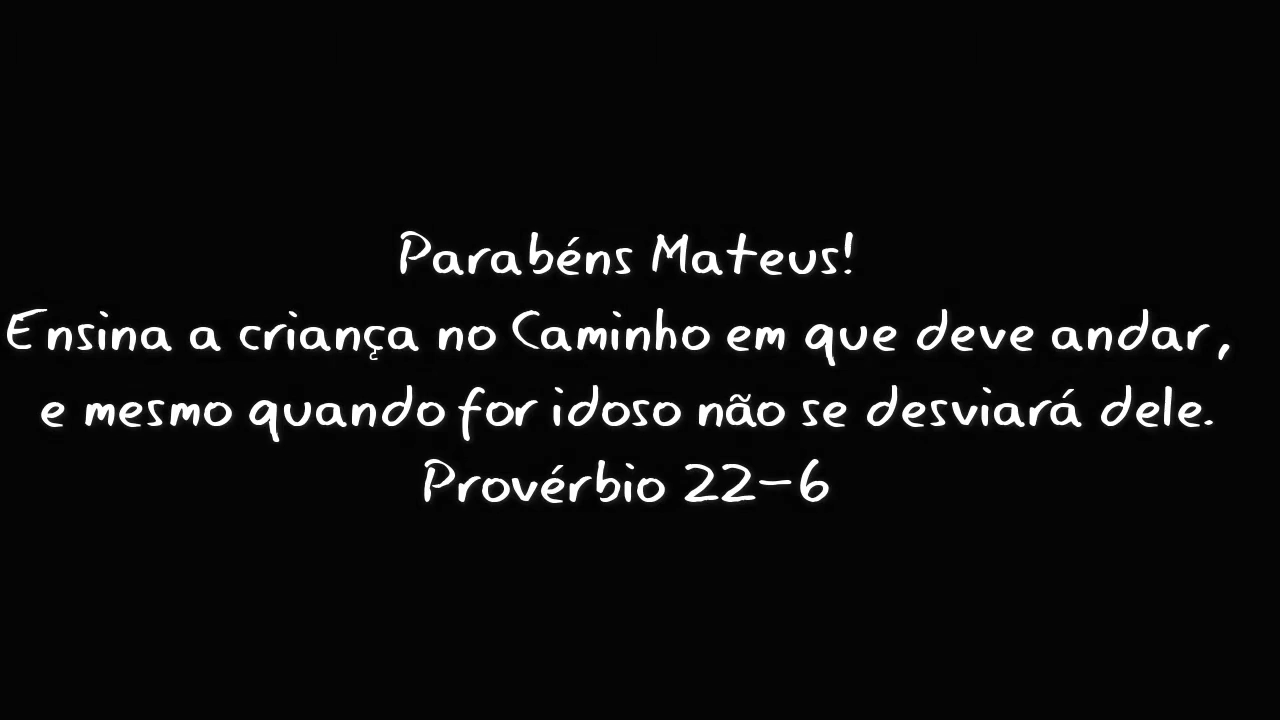 Parabéns Mateus!
Ensina a criança no Caminho em que deve andar,
e mesmo quando for idoso não se desviará dele.
Provérbio 22-6